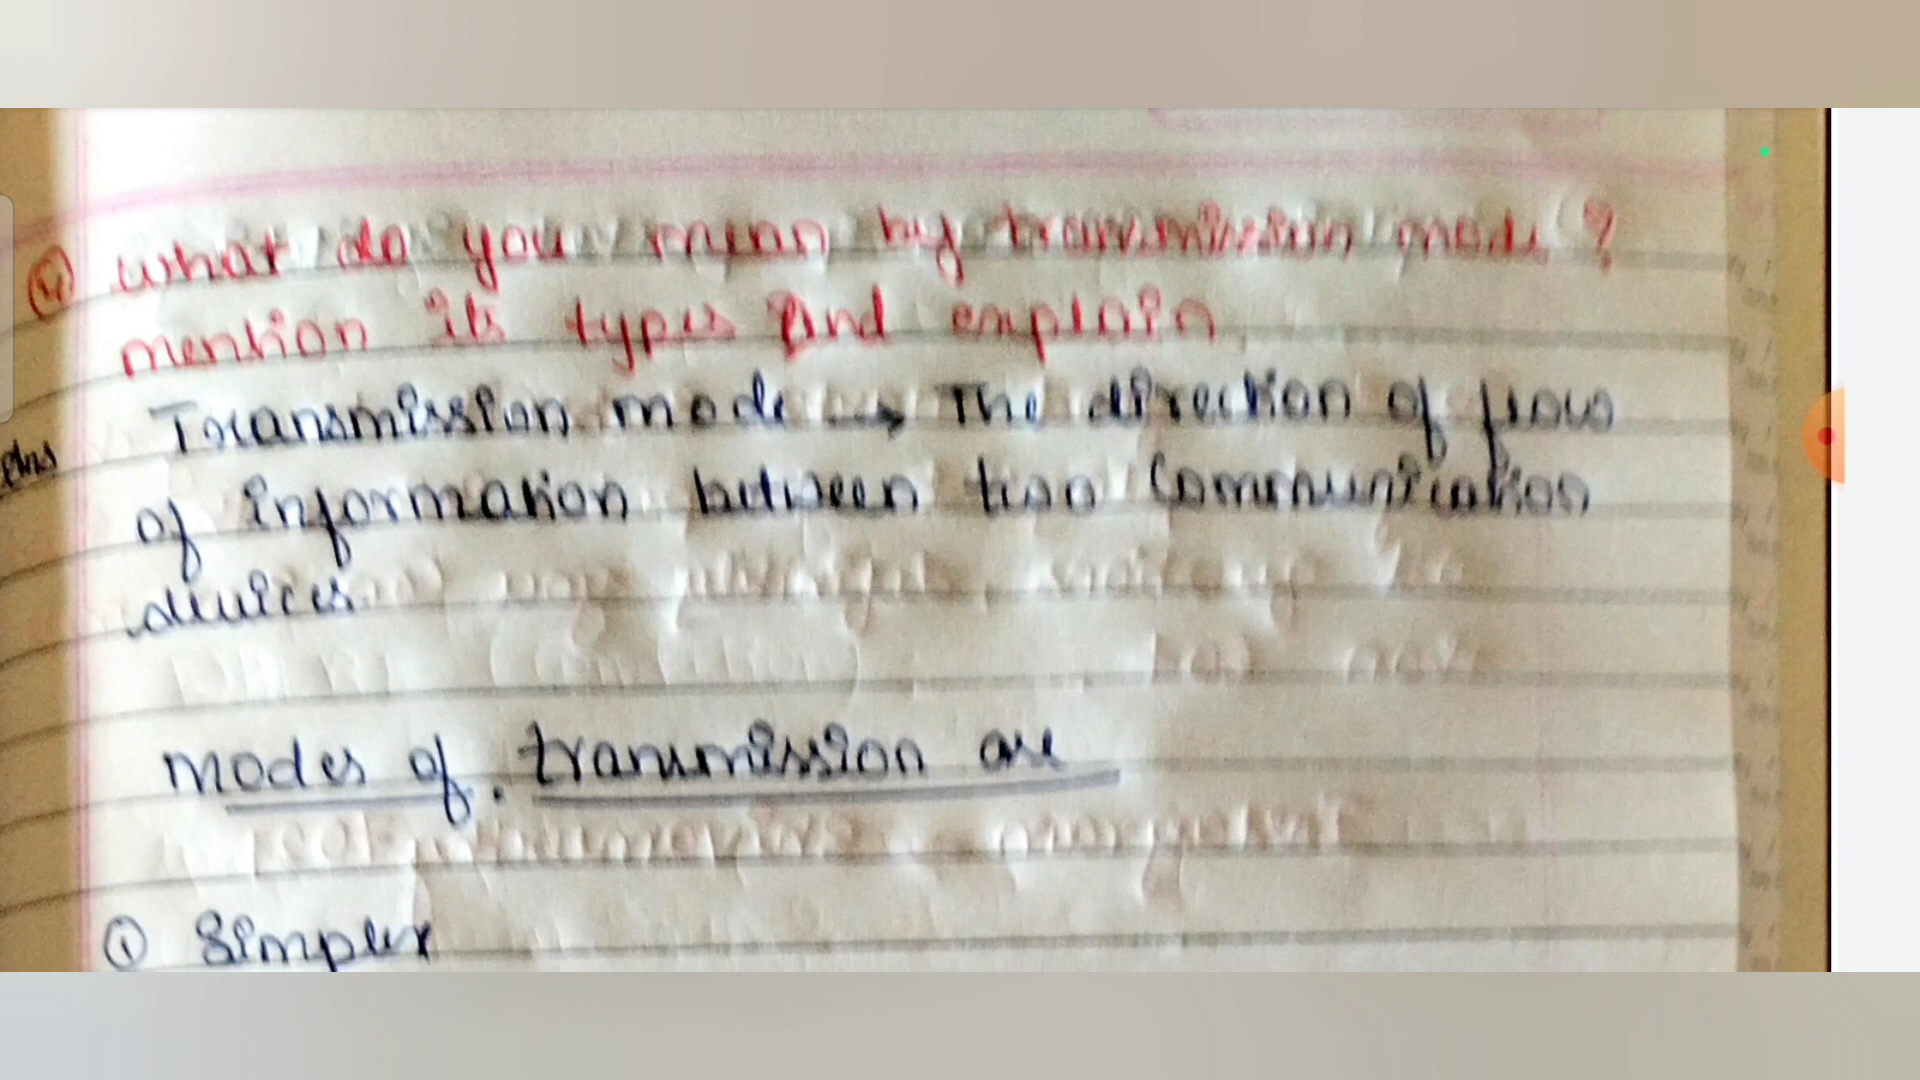 (4) What do you mean by transmission mode ?
mention its types And explain
Ans Transmission mode → The direction of flow
of information between two Communication
devices.
modes of transmission are
① Simplex